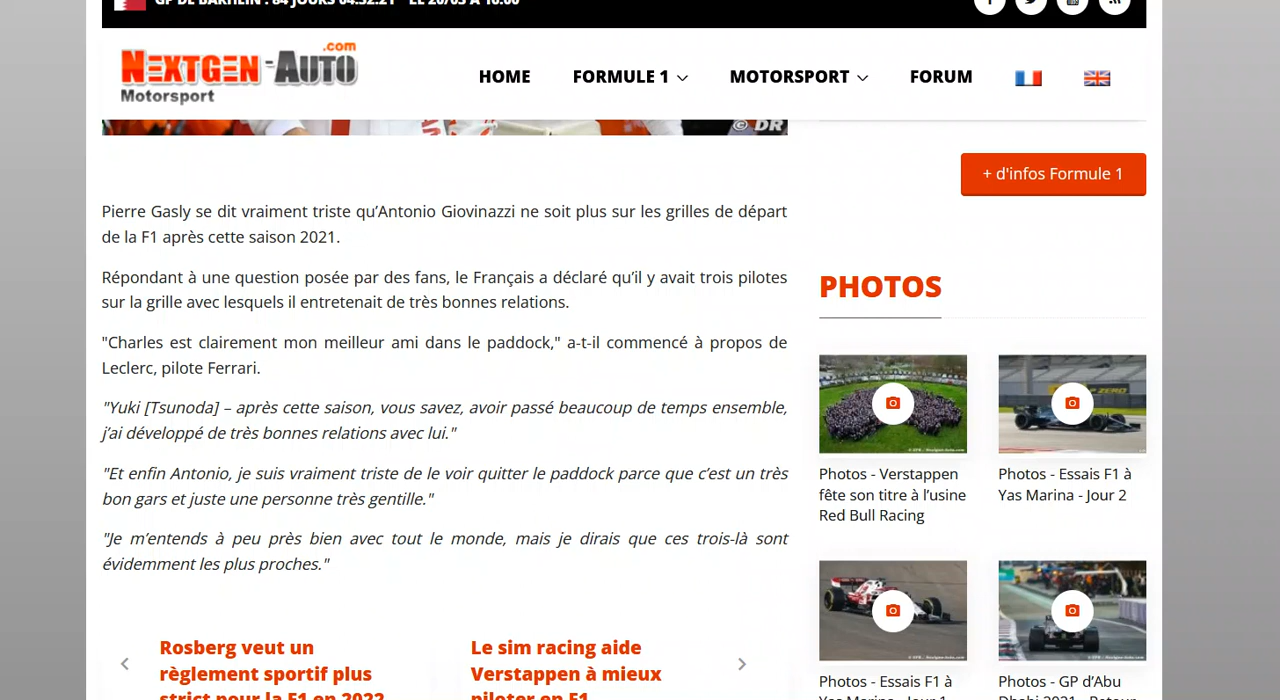 GP DE BAHREIN : 84 JOURS 04:52:21 - LE 20/03 À 16:00
NEXTGEN-AUTO.com
Motorsport
HOME
FORMULE 1
MOTORSPORT
FORUM
© DR
+ d'infos Formule 1
Pierre Gasly se dit vraiment triste qu’Antonio Giovinazzi ne soit plus sur les grilles de départ
de la F1 après cette saison 2021.
Répondant à une question posée par des fans, le Français a déclaré qu’il y avait trois pilotes
sur la grille avec lesquels il entretenait de très bonnes relations.
"Charles est clairement mon meilleur ami dans le paddock," a-t-il commencé à propos de
Leclerc, pilote Ferrari.
"Yuki [Tsunoda] – après cette saison, vous savez, avoir passé beaucoup de temps ensemble,
j’ai développé de très bonnes relations avec lui."
"Et enfin Antonio, je suis vraiment triste de le voir quitter le paddock parce que c’est un très
bon gars et juste une personne très gentille."
"Je m’entends à peu près bien avec tout le monde, mais je dirais que ces trois-là sont
évidemment les plus proches."
Rosberg veut un
règlement sportif plus
strict pour la F1 en 2022
Le sim racing aide
Verstappen à mieux
piloter en F1
PHOTOS
Photos - Verstappen
fête son titre à l’usine
Red Bull Racing
Photos - Essais F1 à
Yas Marina - Jour 2
Photos - Essais F1 à
Yas Marina - Jour 1
Photos - GP d’Abu
Dhabi 2021 - Retour